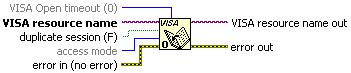 VISA Open timeout (0)
VISA resource name
duplicate session (F)
access mode
error in (no error)
VISA
0
VISA resource name out
error out